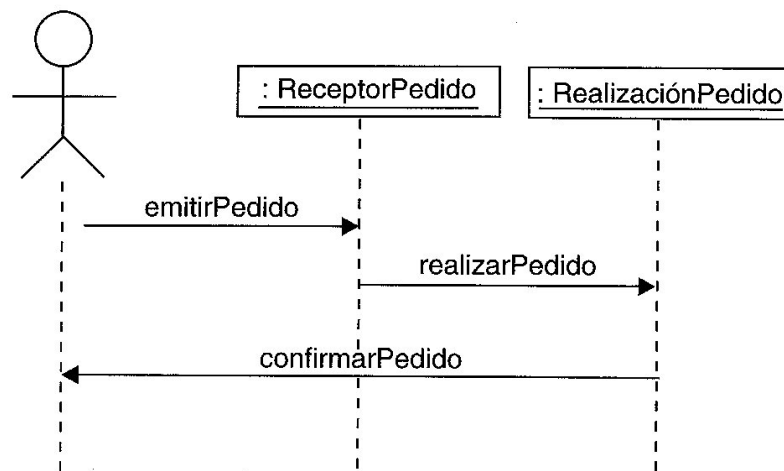 : ReceptorPedido
: RealizaciónPedido
emitirPedido
realizarPedido
confirmarPedido